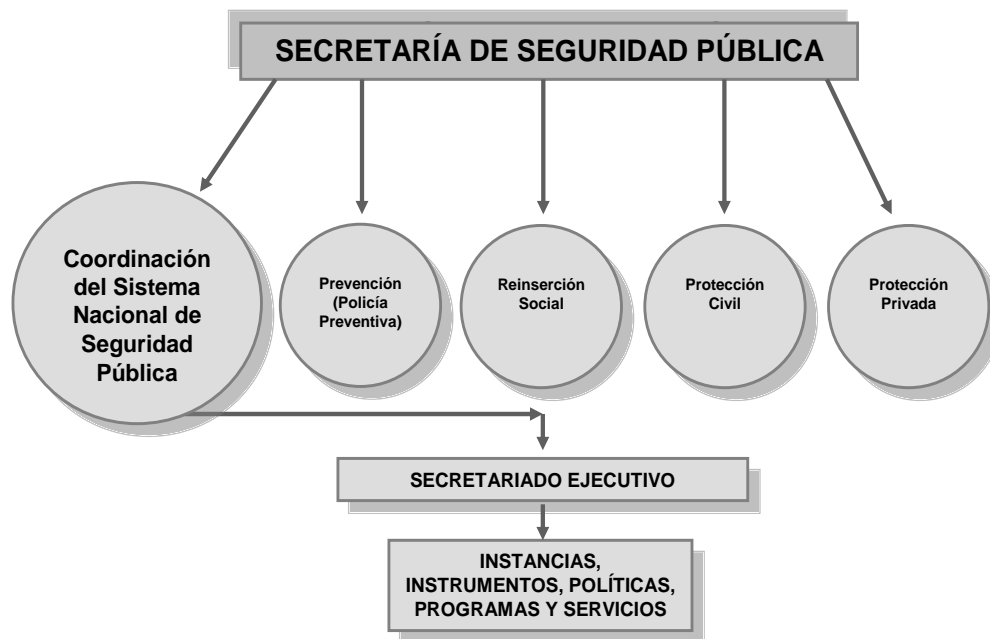 SECRETARÍA DE SEGURIDAD PÚBLICA
Coordinación
del Sistema
Nacional de
Seguridad
Pública
Prevención
(Policía
Preventiva)
Reinserción
Social
Protección
Civil
Protección
Privada
SECRETARIADO EJECUTIVO
INSTANCIAS,
INSTRUMENTOS, POLÍTICAS,
PROGRAMAS Y SERVICIOS